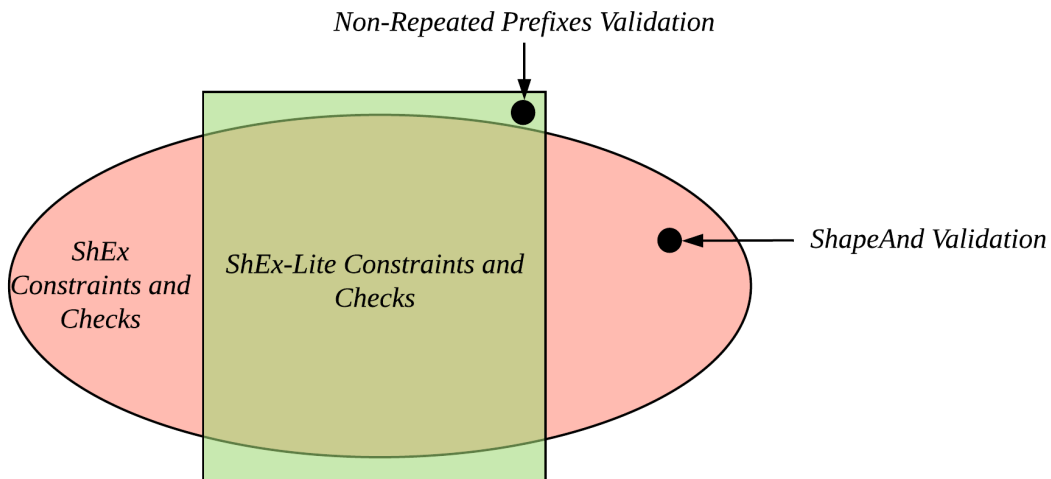 Non-Repeated Prefixes Validation
ShEx
Constraints and
Checks
ShEx-Lite Constraints and
Checks
ShapeAnd Validation